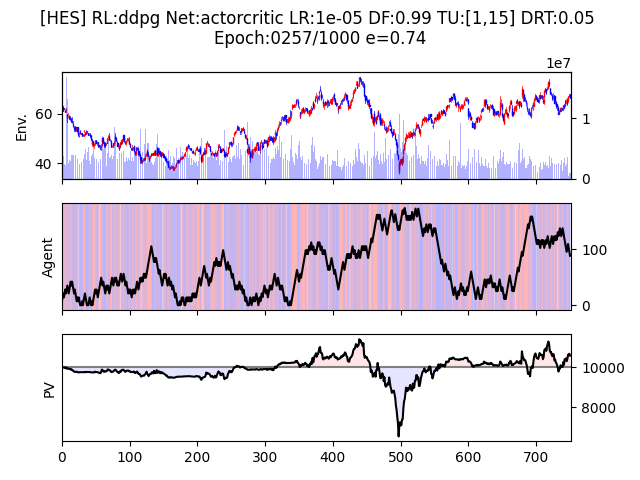 [HES] RL:ddpg Net:actorcritic LR:1e-05 DF:0.99 TU:[1,15] DRT:0.05
Epoch:0257/1000 e=0.74
1e7
Env.
60
40
1
0
Agent
100
0
PV
10000
8000
0 100 200 300 400 500 600 700